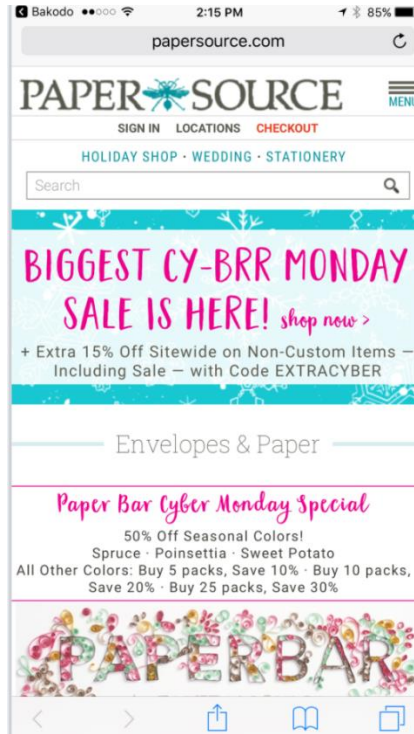 Bakodo 2:15 PM 85%
papersource.com
PAPER SOURCE
MENU
SIGN IN LOCATIONS CHECKOUT
HOLIDAY SHOP · WEDDING · STATIONERY
Search
BIGGEST CY-BRR MONDAY
SALE IS HERE! shop now >
+ Extra 15% Off Sitewide on Non-Custom Items —
Including Sale — with Code EXTRACYBER
Envelopes & Paper
Paper Bar Cyber Monday Special
50% Off Seasonal Colors!
Spruce · Poinsettia · Sweet Potato
All Other Colors: Buy 5 packs, Save 10% · Buy 10 packs,
Save 20% · Buy 25 packs, Save 30%
PAPERBAR